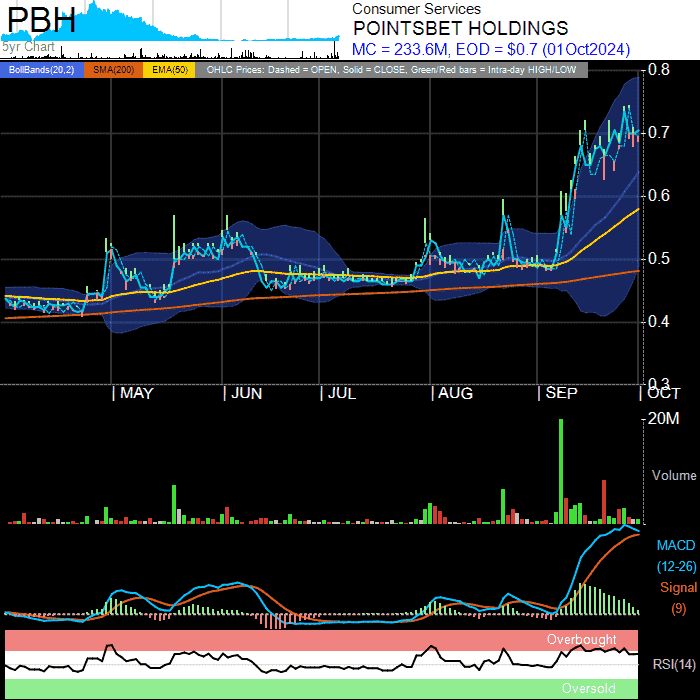 PBH
5yr Chart
Consumer Services
POINTSBET HOLDINGS
MC = 233.6M, EOD = $0.7 (01Oct2024)
BollBands(20,2) SMA(200) EMA(50) OHLC Prices: Dashed = OPEN, Solid = CLOSE, Green/Red bars = Intra-day HIGH/LOW
0.8
0.7
0.6
0.5
0.4
0.3
| MAY | JUN | JUL | AUG | SEP | OCT
20M
Volume
MACD
(12-26)
Signal
(9)
Overbought
RSI(14)
Oversold